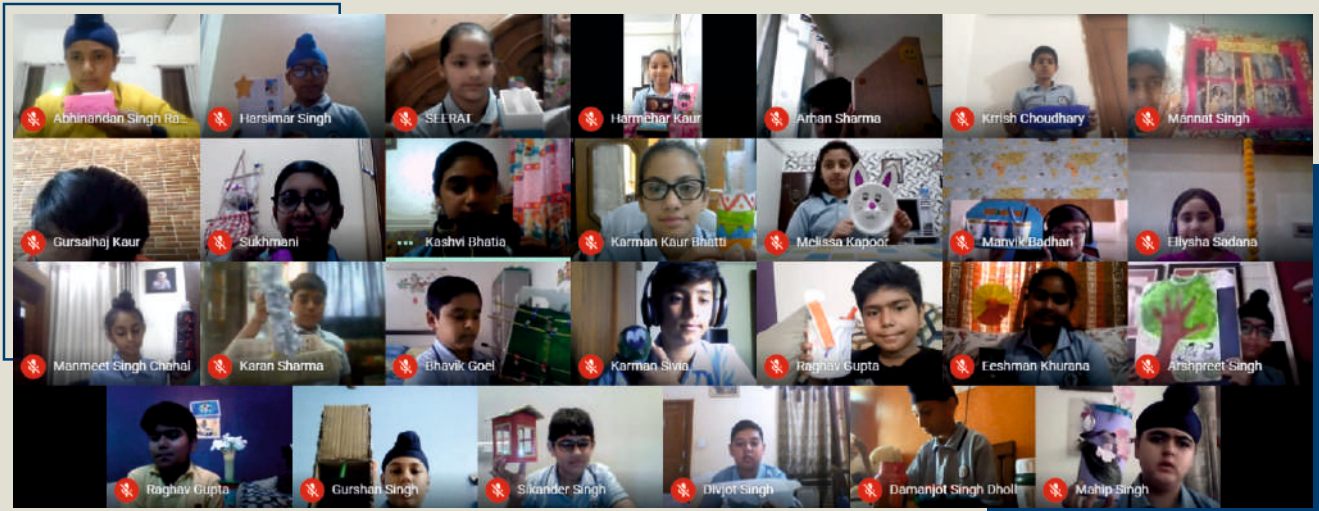 Abhinandan Singh Ra...
Harsimar Singh
SEERAT
Harmehar Kaur
Arhan Sharma
Krrish Choudhary
Mannat Singh
Gursaihaj Kaur
Sukhmani
Kashvi Bhatia
Karman Kaur Bhatti
Melissa Kapoor
Manvik Badhan
Ellysha Sadana
Manmeet Singh Chahal
Karan Sharma
Bhavik Goel
Karman Sivia
Raghav Gupta
Eeshman Khurana
Arshpreet Singh
Raghav Gupta
Gurshan Singh
Sikander Singh
Divjot Singh
Damanjot Singh Dholl
Mahip Singh